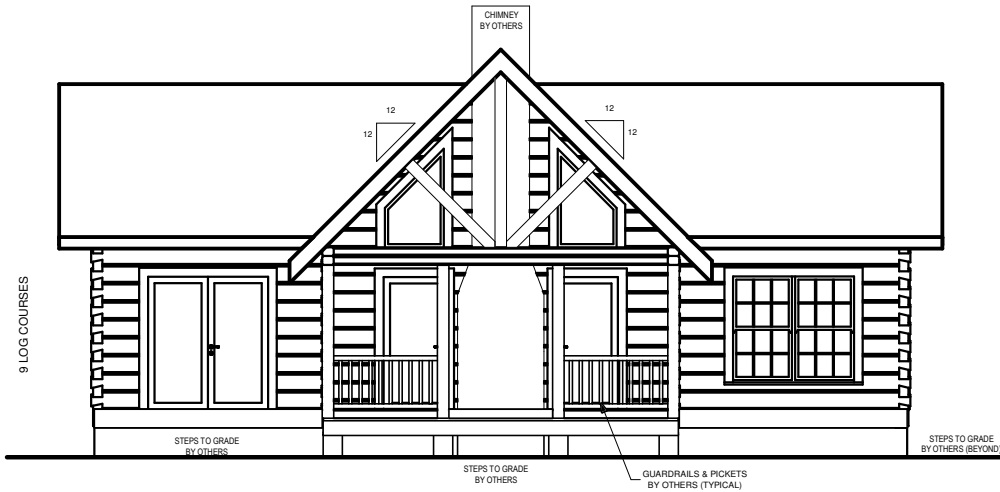 CHIMNEY
BY OTHERS
12
12
12
12
9 LOG COURSES
STEPS TO GRADE
BY OTHERS
STEPS TO GRADE
BY OTHERS (BEYOND)
STEPS TO GRADE
BY OTHERS
GUARDRAILS & PICKETS
BY OTHERS (TYPICAL)